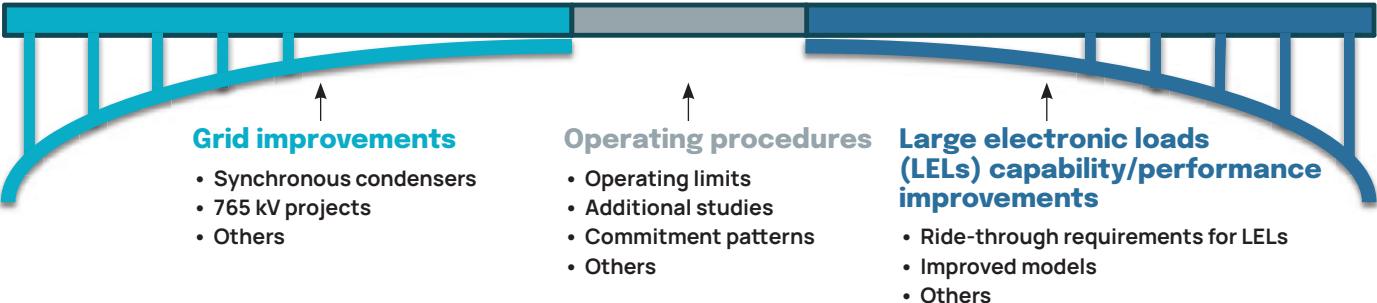 Grid improvements
• Synchronous condensers
• 765 kV projects
• Others
Operating procedures
• Operating limits
• Additional studies
• Commitment patterns
• Others
Large electronic loads
(LELs) capability/performance
improvements
• Ride-through requirements for LELs
• Improved models
• Others